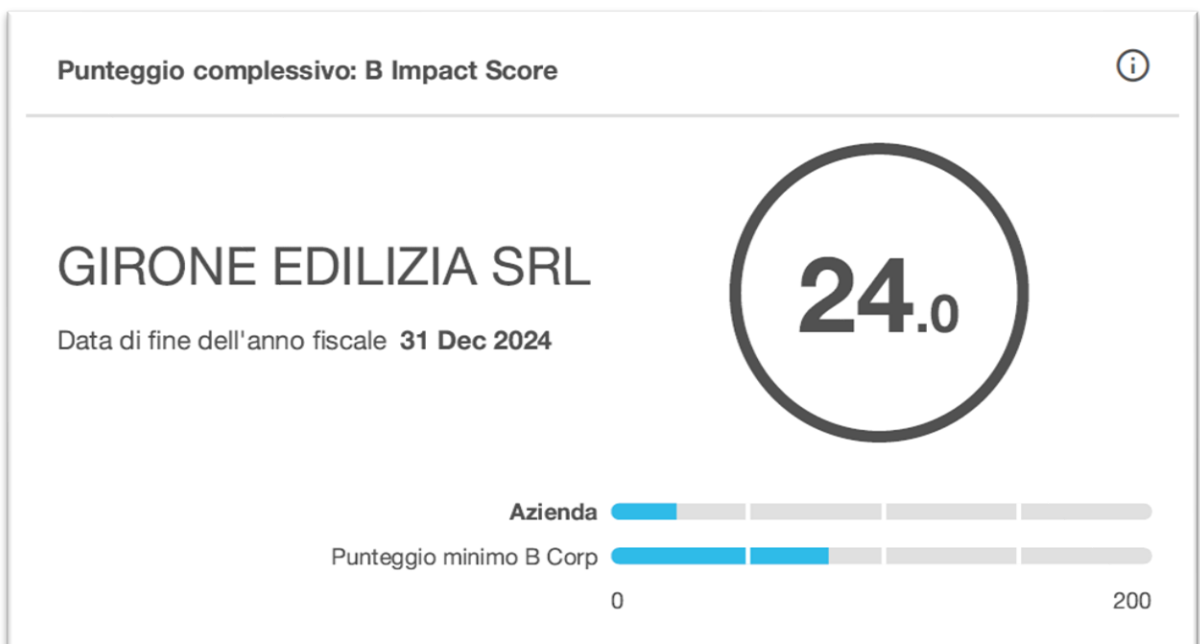 Punteggio complessivo: B Impact Score
GIRONE EDILIZIA SRL
Data di fine dell'anno fiscale 31 Dec 2024
24.0
Azienda
Punteggio minimo B Corp
0 200